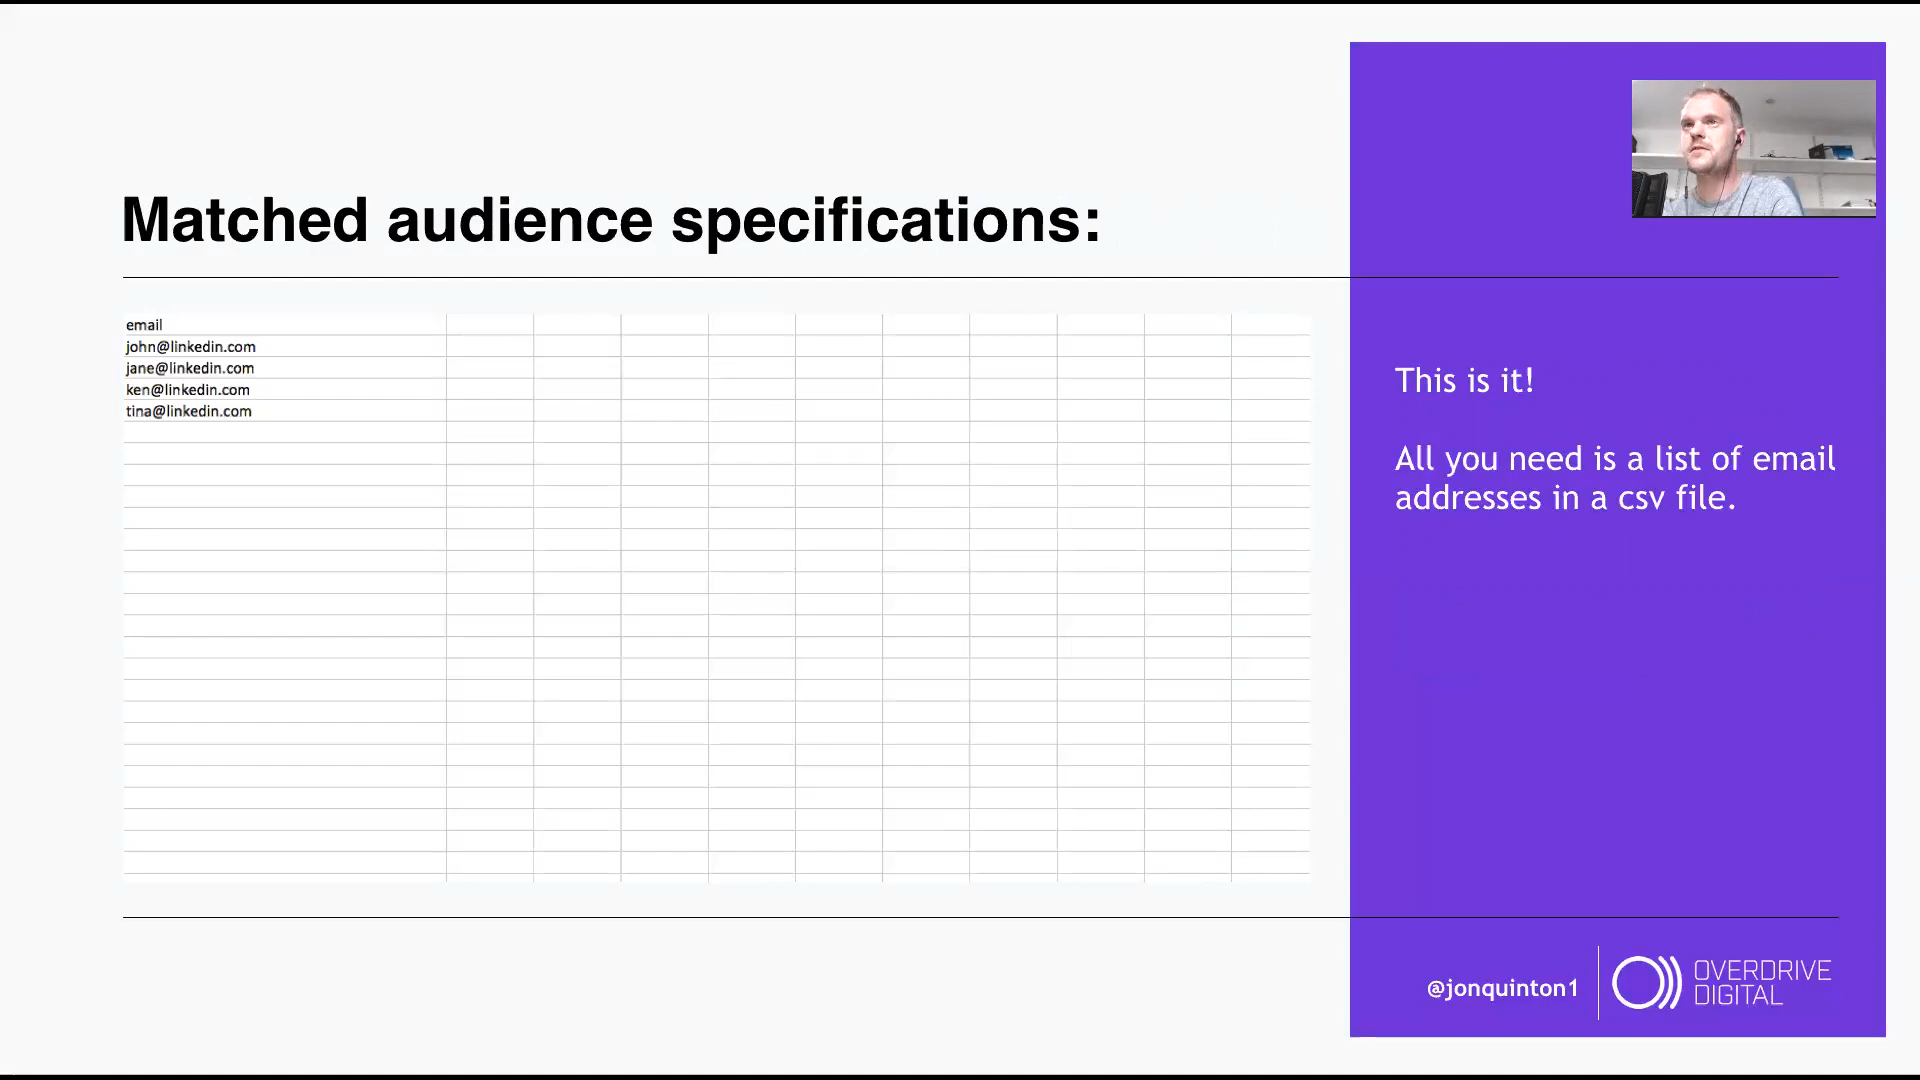 Matched audience specifications:
email
john@linkedin.com
jane@linkedin.com
ken@linkedin.com
tina@linkedin.com
This is it!
All you need is a list of email
addresses in a csv file.
@jonquinton1
OVERDRIVE
DIGITAL